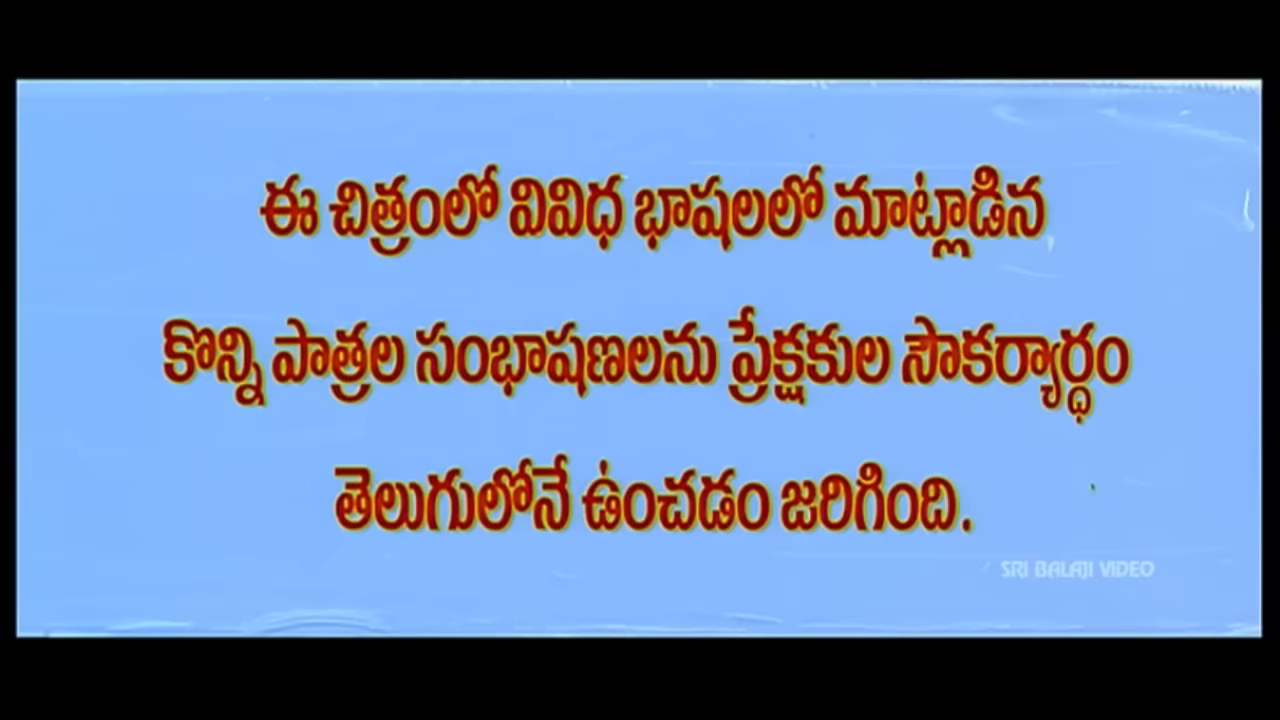 ఈ చిత్రంలో వివిధ భాషలలో మాట్లాడిన
కొన్ని పాత్రల సంభాషణలను ప్రేక్షకుల సౌకర్యార్థం
తెలుగులోనే ఉంచడం జరిగింది.
SRI BALAJI VIDEO